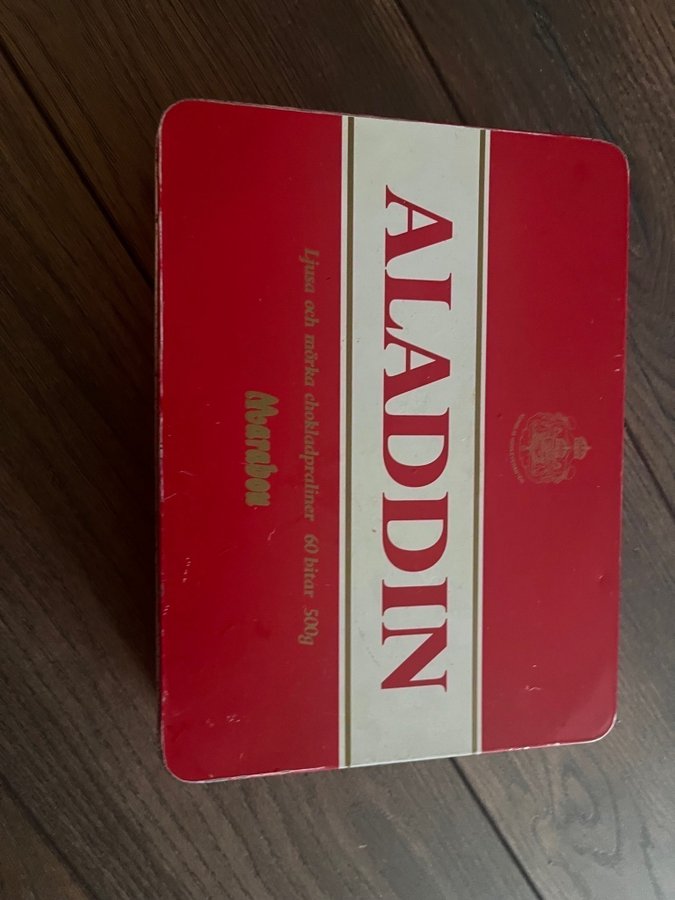 ALADDIN
Ljusa och mörka chokladpraliner 60 bitar 500g
Marabou